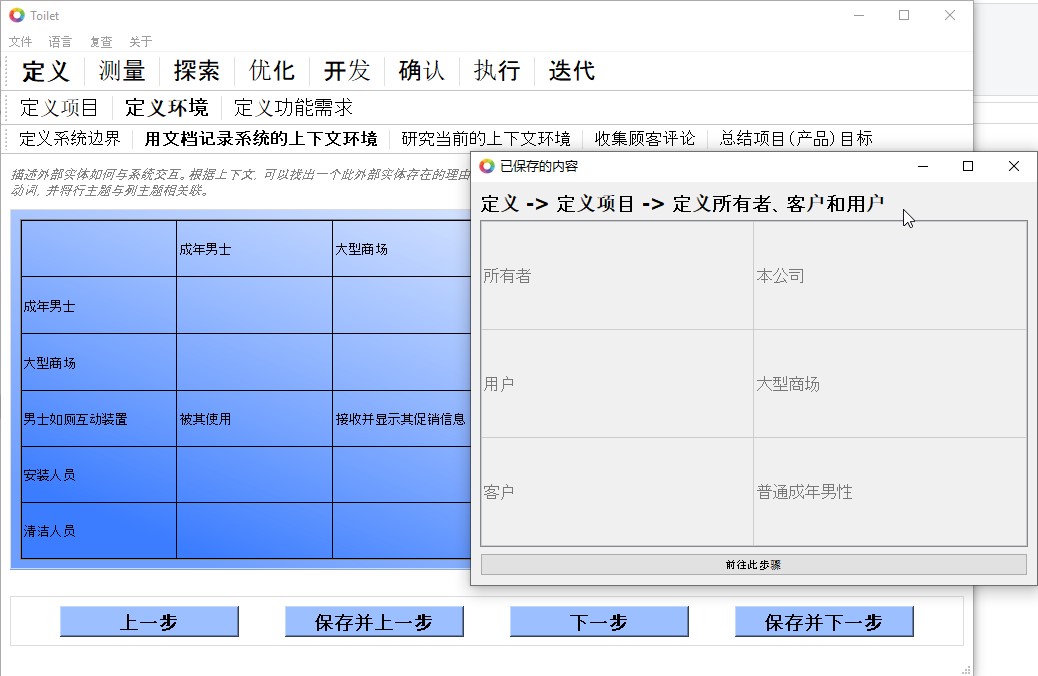 Toilet
文件 语言 复查 关于
定义 测量 探索 优化 开发 确认 执行 迭代
定义项目 定义环境 定义功能需求
定义系统边界 用文档记录系统的上下文环境 研究当前的上下文环境 收集顾客评论 总结项目(产品)目标
描述外部实体如何与系统交互。根据上下文, 可以找出一个此外部实体存在的理由
动词, 并将行主题与列主题相关联。
成年男士 大型商场
成年男士
大型商场
男士如厕互动装置 被其使用 接收并显示其促销信息
安装人员
清洁人员
上一步 保存并上一步 下一步 保存并下一步
已保存的内容
定义 -> 定义项目 -> 定义所有者、客户和用户
所有者 本公司
用户 大型商场
客户 普通成年男性
前往此步骤